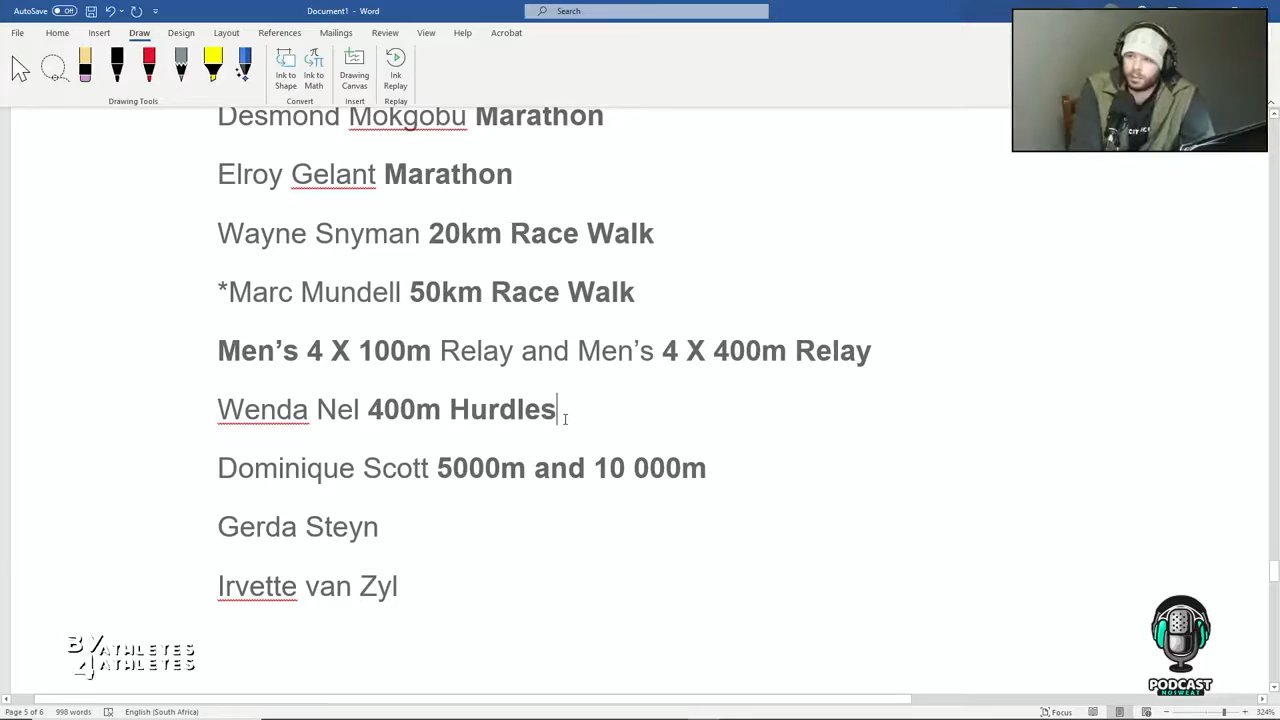 AutoSave Off Document1 - Word Search
File Home Insert Draw Design Layout References Mailings Review View Help Acrobat
Ink to Shape Ink to Math Drawing Canvas Ink Replay
Drawing Tools Convert Insert Replay
Desmond Mokgobu Marathon
Elroy Gelant Marathon
Wayne Snyman 20km Race Walk
*Marc Mundell 50km Race Walk
Men’s 4 X 100m Relay and Men’s 4 X 400m Relay
Wenda Nel 400m Hurdles
Dominique Scott 5000m and 10 000m
Gerda Steyn
Irvette van Zyl
BY ATHLETES
4 ATHLETES
PODCAST
NOSWEAT
Page 5 of 6 998 words English (South Africa) Focus 324%